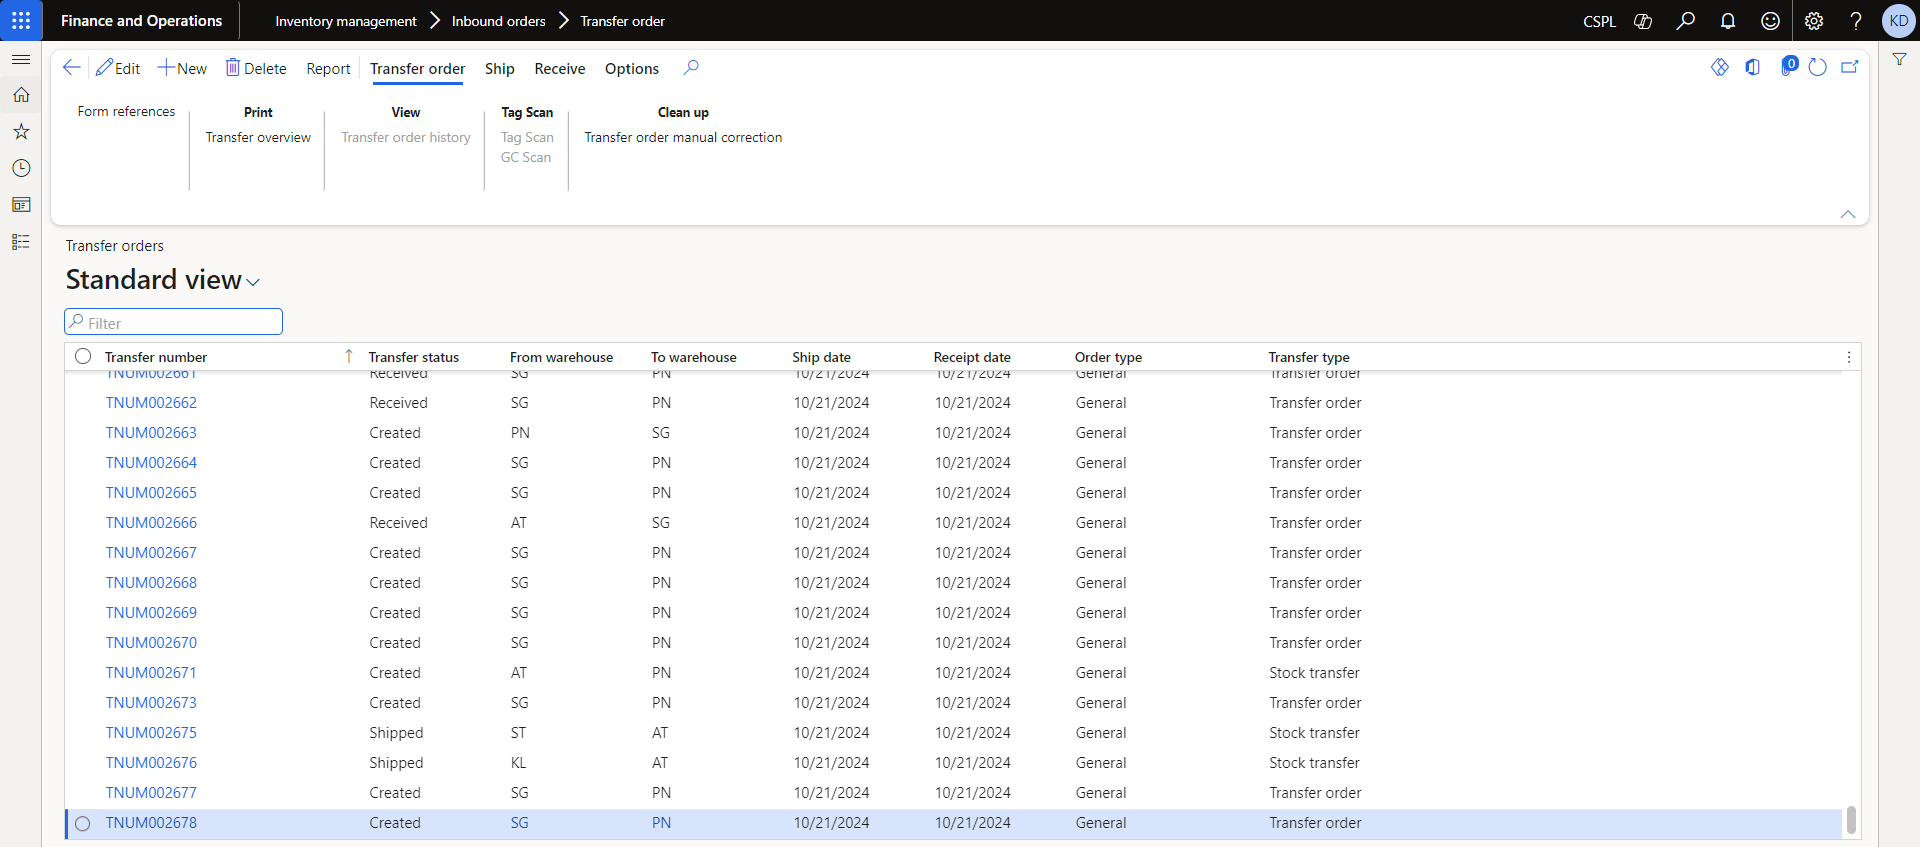 Finance and Operations Inventory management Inbound orders Transfer order CSPL KD
Edit New Delete Report Transfer order Ship Receive Options 0
Form references Print View Tag Scan Clean up
Transfer overview Transfer order history Tag Scan Transfer order manual correction
GC Scan
Transfer orders
Standard view
Filter
Transfer number Transfer status From warehouse To warehouse Ship date Receipt date Order type Transfer type
TNUM002661 Received SG PN 10/21/2024 10/21/2024 General Transfer order
TNUM002662 Received SG PN 10/21/2024 10/21/2024 General Transfer order
TNUM002663 Created PN SG 10/21/2024 10/21/2024 General Transfer order
TNUM002664 Created SG PN 10/21/2024 10/21/2024 General Transfer order
TNUM002665 Created SG PN 10/21/2024 10/21/2024 General Transfer order
TNUM002666 Received AT SG 10/21/2024 10/21/2024 General Transfer order
TNUM002667 Created SG PN 10/21/2024 10/21/2024 General Transfer order
TNUM002668 Created SG PN 10/21/2024 10/21/2024 General Transfer order
TNUM002669 Created SG PN 10/21/2024 10/21/2024 General Transfer order
TNUM002670 Created SG PN 10/21/2024 10/21/2024 General Transfer order
TNUM002671 Created AT PN 10/21/2024 10/21/2024 General Stock transfer
TNUM002673 Created SG PN 10/21/2024 10/21/2024 General Transfer order
TNUM002675 Shipped ST AT 10/21/2024 10/21/2024 General Stock transfer
TNUM002676 Shipped KL AT 10/21/2024 10/21/2024 General Stock transfer
TNUM002677 Created SG PN 10/21/2024 10/21/2024 General Transfer order
TNUM002678 Created SG PN 10/21/2024 10/21/2024 General Transfer order